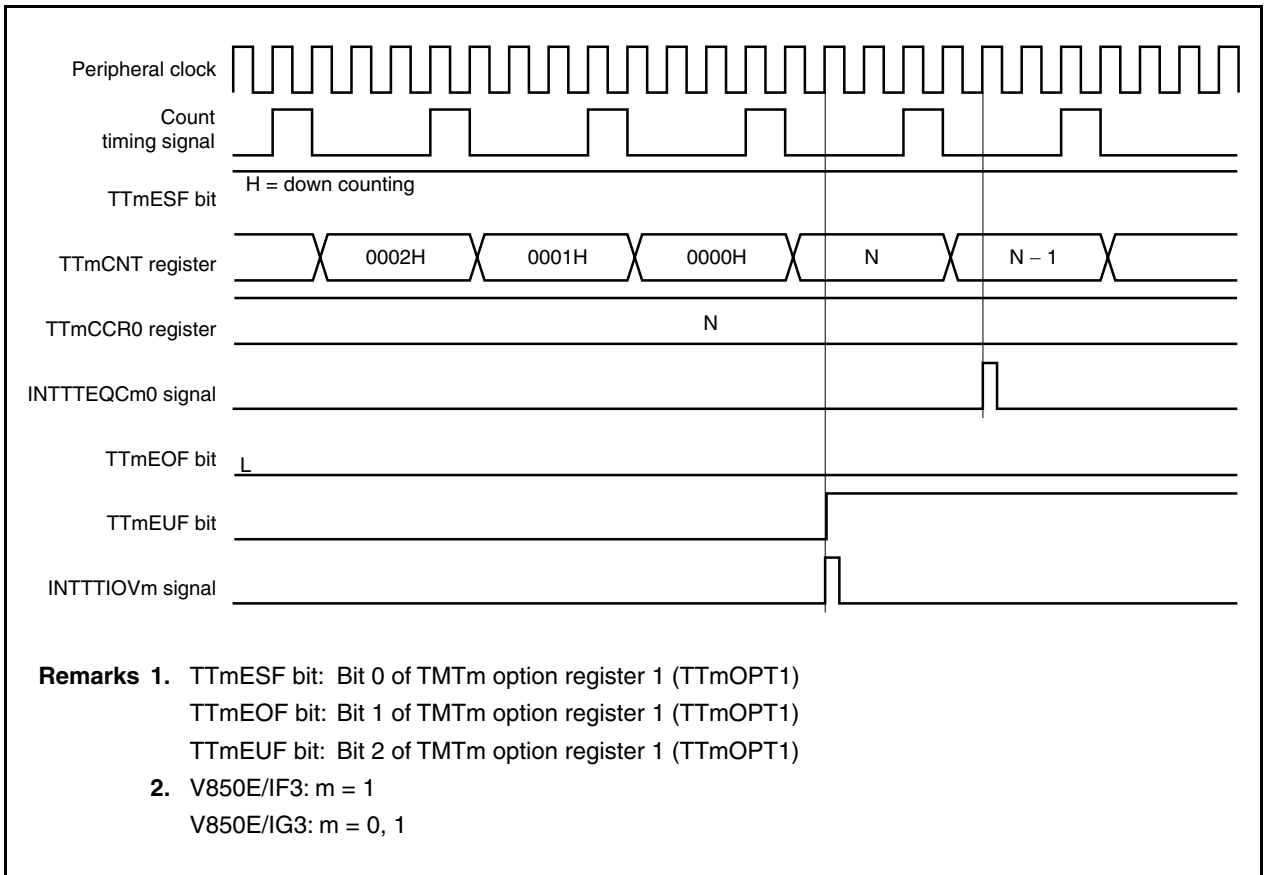 Peripheral clock
Count
timing signal
TTmESF bit
H = down counting
TTmCNT register
0002H
0001H
0000H
N
N − 1
TTmCCR0 register
N
INTTTEQCm0 signal
TTmEOF bit
L
TTmEUF bit
INTTTIOVm signal
Remarks 1. TTmESF bit: Bit 0 of TMTm option register 1 (TTmOPT1)
TTmEOF bit: Bit 1 of TMTm option register 1 (TTmOPT1)
TTmEUF bit: Bit 2 of TMTm option register 1 (TTmOPT1)
2. V850E/IF3: m = 1
V850E/IG3: m = 0, 1